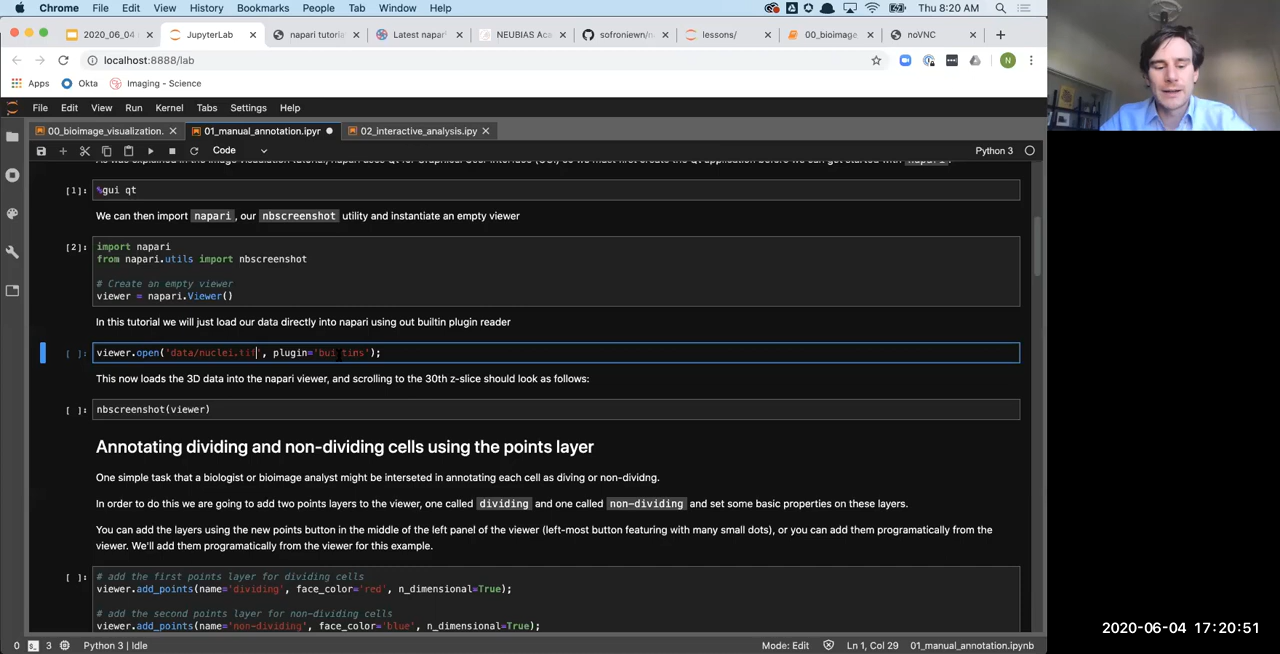 Chrome File Edit View History Bookmarks People Tab Window Help Thu 8:20 AM
2020_06_04 JupyterLab napari tutoria Latest napari NEUBIAS Aca sofroniewn/n lessons/ 00_bioimage noVNC
localhost:8888/lab
Apps Okta Imaging - Science
File Edit View Run Kernel Tabs Settings Help
00_bioimage_visualization. 01_manual_annotation.ipyr 02_interactive_analysis.ipy
Code Python 3
[1]: %gui qt
We can then import napari, our nbscreenshot utility and instantiate an empty viewer
[2]: import napari
from napari.utils import nbscreenshot
# Create an empty viewer
viewer = napari.Viewer()
In this tutorial we will just load our data directly into napari using out builtin plugin reader
[ ]: viewer.open('data/nuclei.tif', plugin='builtins');
This now loads the 3D data into the napari viewer, and scrolling to the 30th z-slice should look as follows:
[ ]: nbscreenshot(viewer)
Annotating dividing and non-dividing cells using the points layer
One simple task that a biologist or bioimage analyst might be interseted in annotating each cell as diving or non-dividng.
In order to do this we are going to add two points layers to the viewer, one called dividing and one called non-dividing and set some basic properties on these layers.
You can add the layers using the new points button in the middle of the left panel of the viewer (left-most button featuring with many small dots), or you can add them programatically from the
viewer. We'll add them programatically from the viewer for this example.
[ ]: # add the first points layer for dividing cells
viewer.add_points(name='dividing', face_color='red', n_dimensional=True);
# add the second points layer for non-dividing cells
viewer.add_points(name='non-dividing', face_color='blue', n_dimensional=True);
0 3 Python 3 | Idle Mode: Edit Ln 1, Col 29 01_manual_annotation.ipynb
2020-06-04 17:20:51